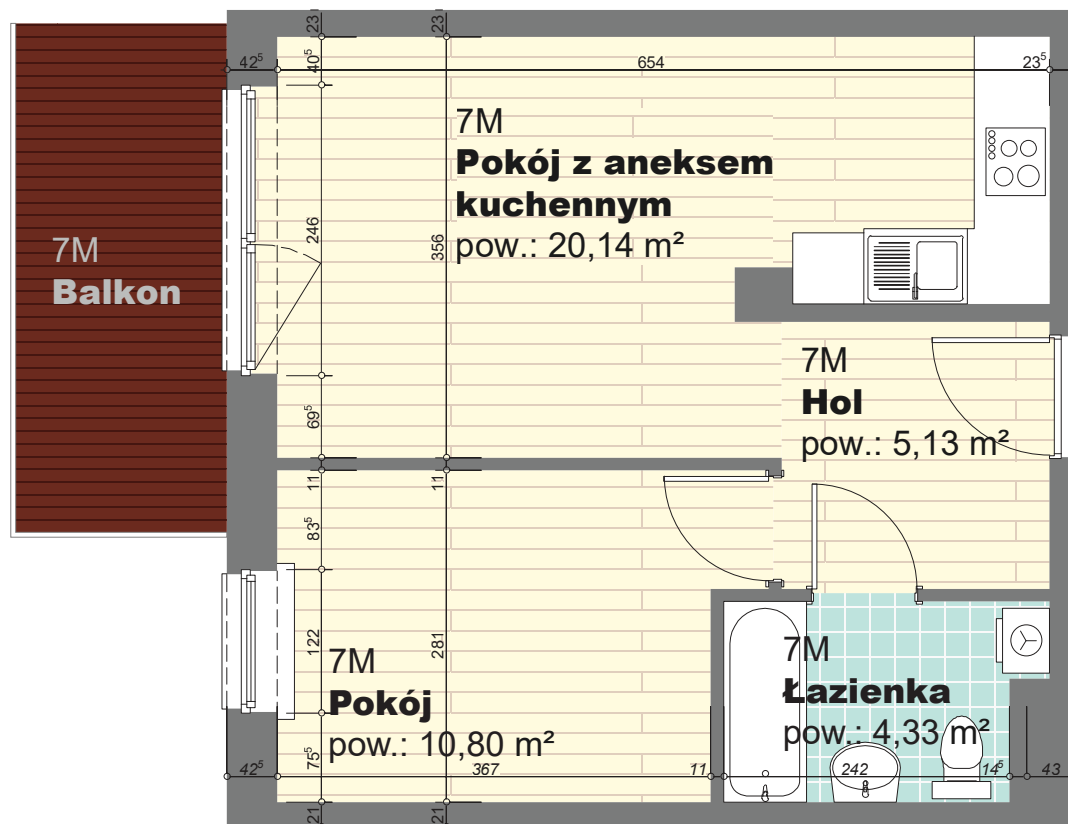 23
23
42⁵
40⁵
654
23⁵
7M
Pokój z aneksem
kuchennym
pow.: 20,14 m²
246
356
7M
Balkon
7M
Hol
pow.: 5,13 m²
69⁵
11
11
83⁵
122
281
7M
Pokój
pow.: 10,80 m²
7M
Łazienka
pow.: 4,33 m²
75⁵
42⁵
367
11
242
14⁵
43
21
21